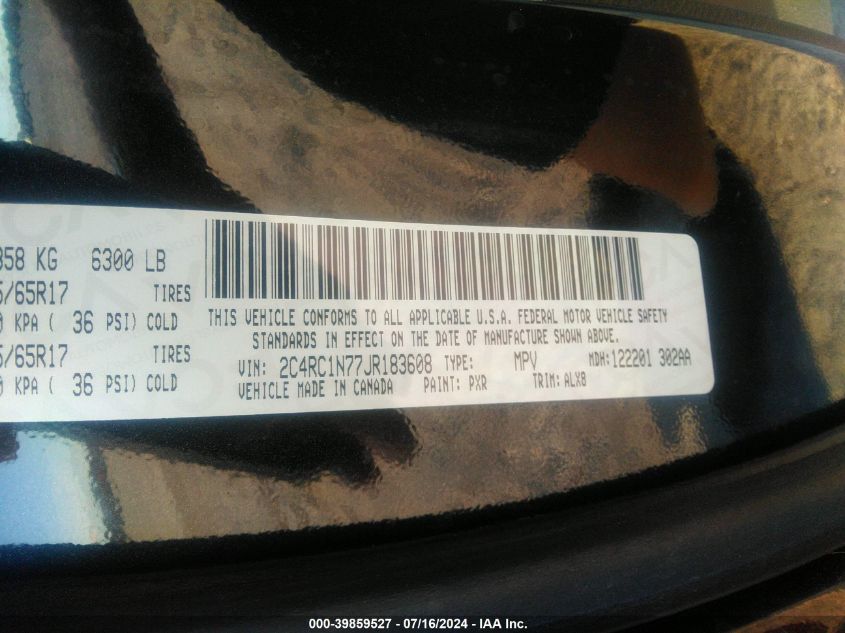 858 KG 6300 LB
5/65R17 TIRES
0 KPA ( 36 PSI) COLD
5/65R17 TIRES
0 KPA ( 36 PSI) COLD
THIS VEHICLE CONFORMS TO ALL APPLICABLE U.S.A. FEDERAL MOTOR VEHICLE SAFETY
STANDARDS IN EFFECT ON THE DATE OF MANUFACTURE SHOWN ABOVE.
VIN: 2C4RC1N77JR183608 TYPE: MPV MDH: 122201 302AA
VEHICLE MADE IN CANADA PAINT: PXR TRIM: ALX8
000-39859527 / 07/16/2024 - IAA Inc.